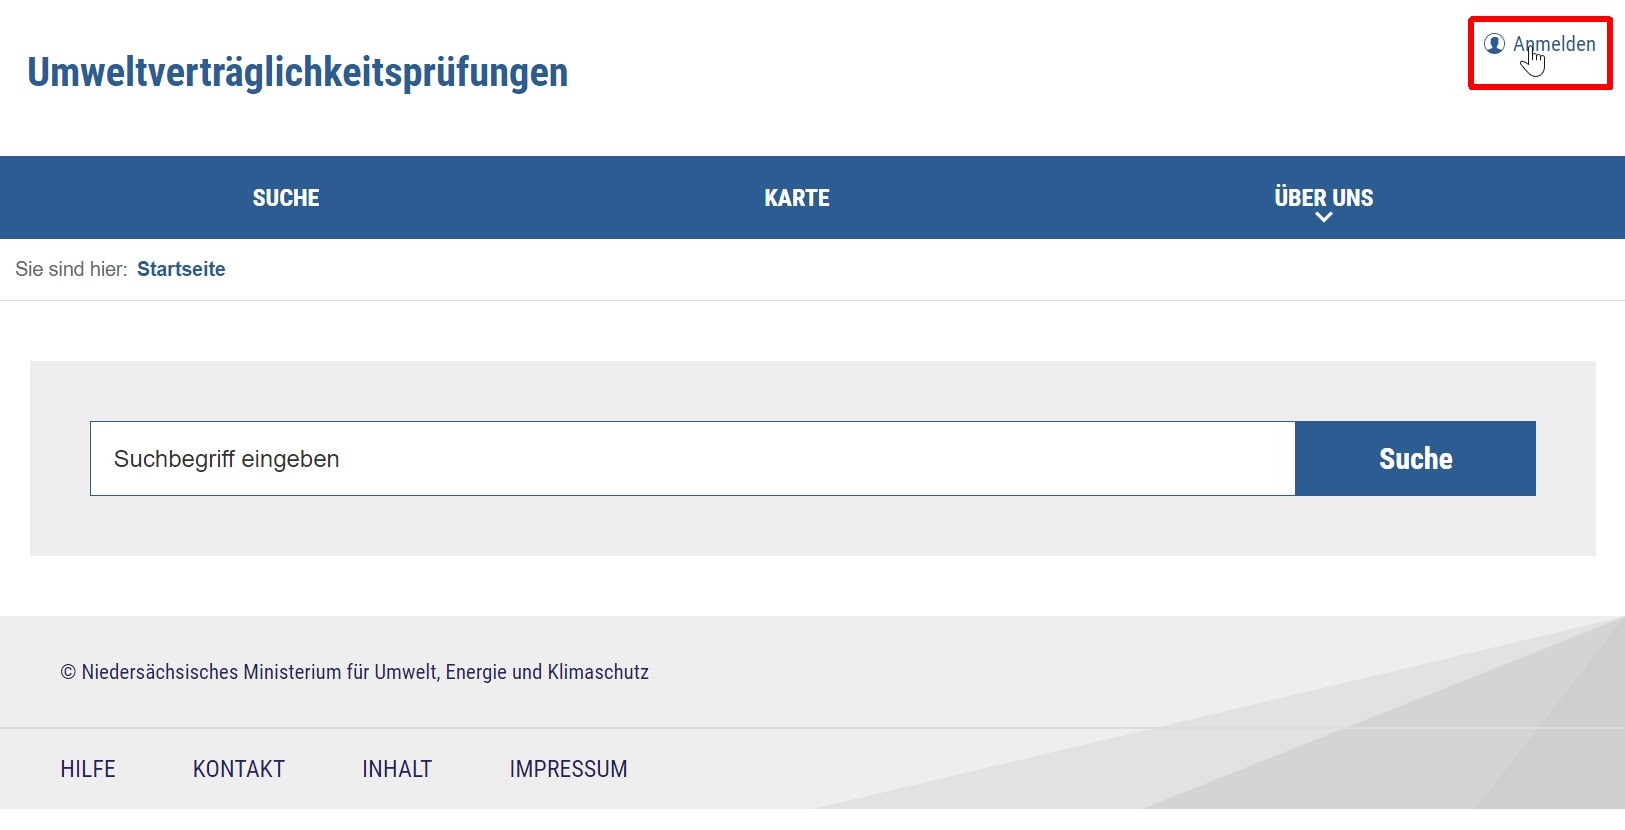 Anmelden
Umweltverträglichkeitsprüfungen
SUCHE
KARTE
ÜBER UNS
Sie sind hier: Startseite
Suchbegriff eingeben
Suche
© Niedersächsisches Ministerium für Umwelt, Energie und Klimaschutz
HILFE
KONTAKT
INHALT
IMPRESSUM